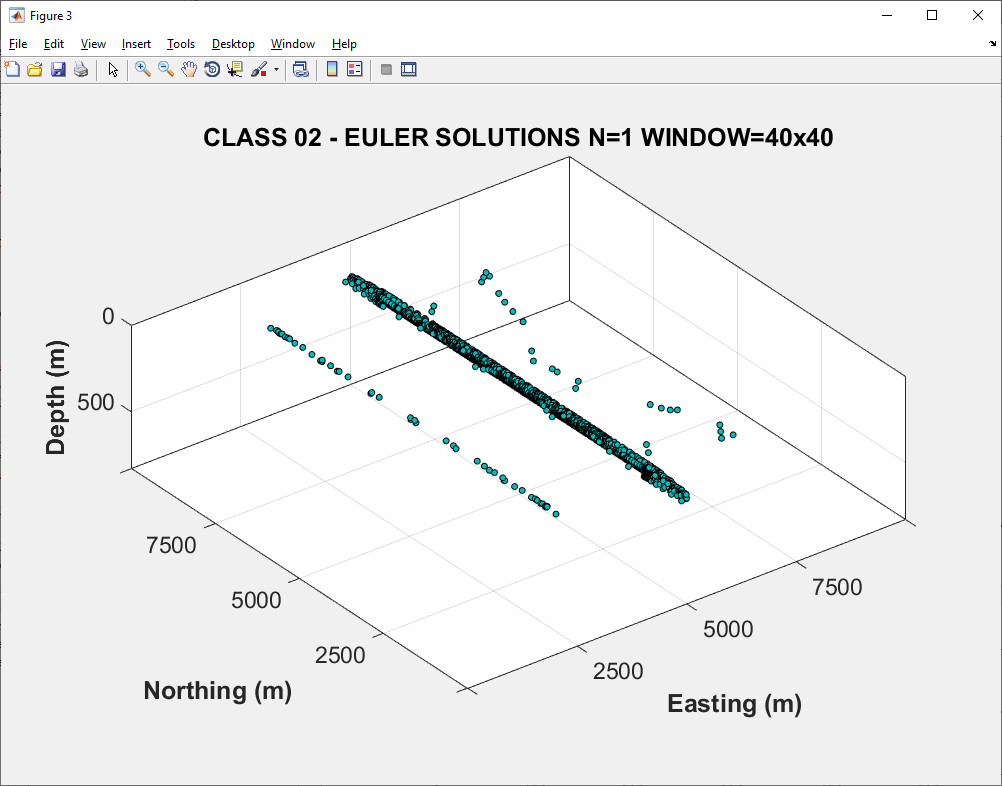 Figure 3
File Edit View Insert Tools Desktop Window Help
CLASS 02 - EULER SOLUTIONS N=1 WINDOW=40x40
0
500
Depth (m)
7500
5000
2500
Northing (m)
7500
5000
2500
Easting (m)